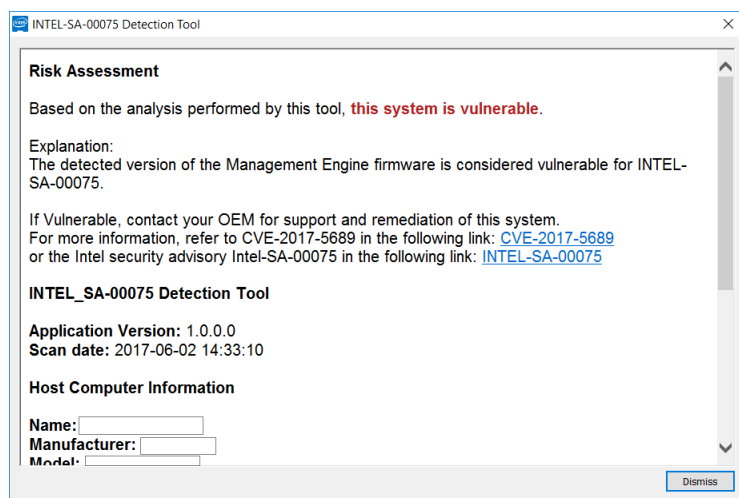 INTEL-SA-00075 Detection Tool
Risk Assessment
Based on the analysis performed by this tool, this system is vulnerable.
Explanation:
The detected version of the Management Engine firmware is considered vulnerable for INTEL-
SA-00075.
If Vulnerable, contact your OEM for support and remediation of this system.
For more information, refer to CVE-2017-5689 in the following link: CVE-2017-5689
or the Intel security advisory Intel-SA-00075 in the following link: INTEL-SA-00075
INTEL_SA-00075 Detection Tool
Application Version: 1.0.0.0
Scan date: 2017-06-02 14:33:10
Host Computer Information
Name:
Manufacturer:
Model:
Dismiss